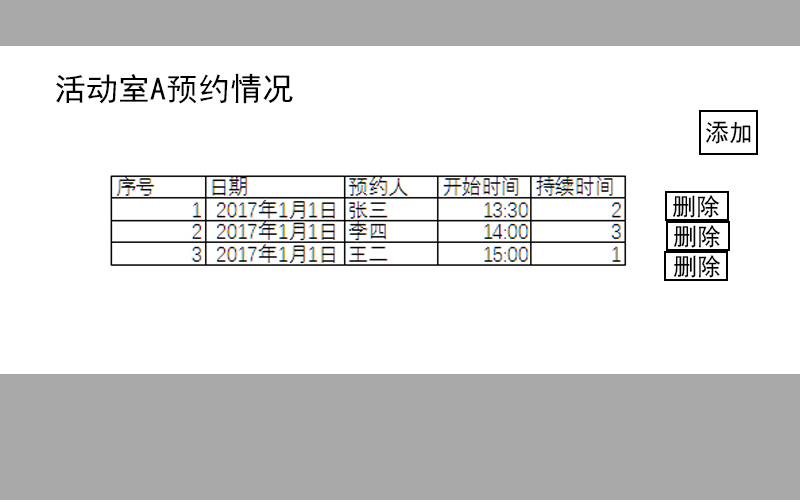 活动室A预约情况
添加
序号 日期 预约人 开始时间 持续时间
1 2017年1月1日 张三 13:30 2 删除
2 2017年1月1日 李四 14:00 3 删除
3 2017年1月1日 王二 15:00 1 删除